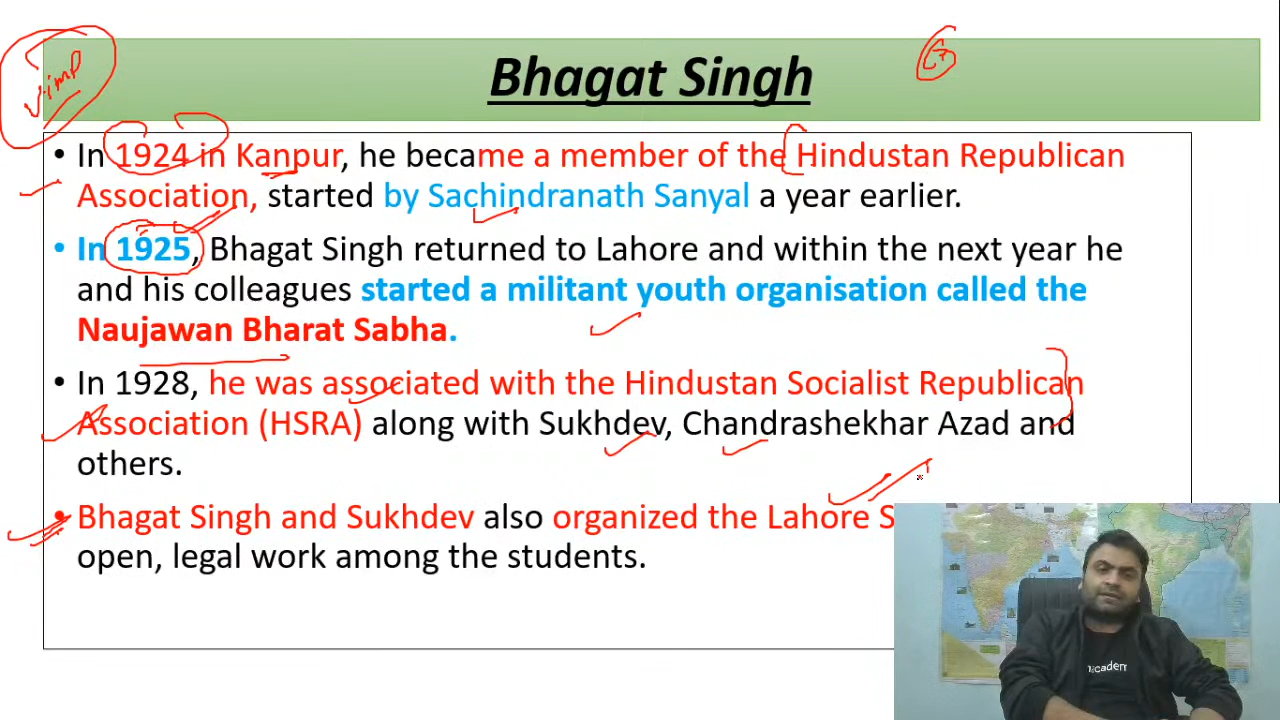 v.imp
Bhagat Singh
• In 1924 in Kanpur, he became a member of the Hindustan Republican
Association, started by Sachindranath Sanyal a year earlier.
• In 1925, Bhagat Singh returned to Lahore and within the next year he
and his colleagues started a militant youth organisation called the
Naujawan Bharat Sabha.
• In 1928, he was associated with the Hindustan Socialist Republican
Association (HSRA) along with Sukhdev, Chandrashekhar Azad and
others.
• Bhagat Singh and Sukhdev also organized the Lahore S
open, legal work among the students.